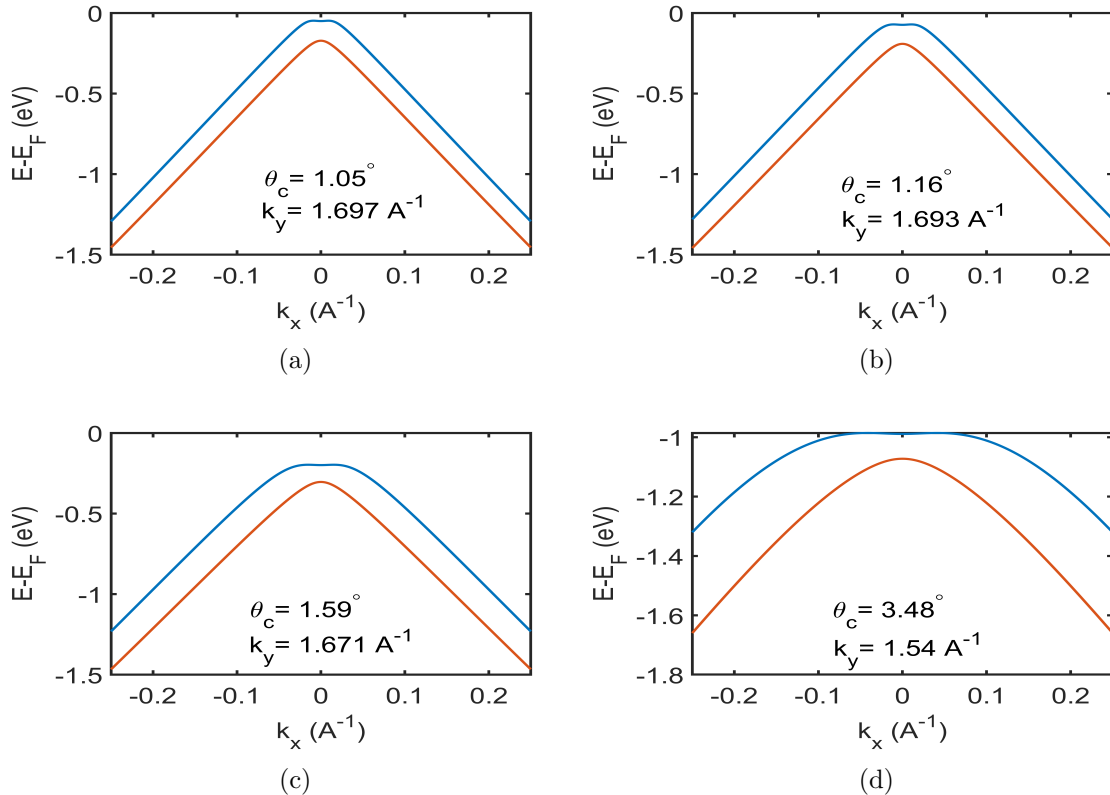 0
-0.5
-1
-1.5
E-E_F (eV)
θ_c= 1.05°
k_y= 1.697 A^-1
-0.2 -0.1 0 0.1 0.2
k_x (A^-1)
(a)
0
-0.5
-1
-1.5
E-E_F (eV)
θ_c= 1.16°
k_y= 1.693 A^-1
-0.2 -0.1 0 0.1 0.2
k_x (A^-1)
(b)
0
-0.5
-1
-1.5
E-E_F (eV)
θ_c= 1.59°
k_y= 1.671 A^-1
-0.2 -0.1 0 0.1 0.2
k_x (A^-1)
(c)
-1
-1.2
-1.4
-1.6
-1.8
E-E_F (eV)
θ_c= 3.48°
k_y= 1.54 A^-1
-0.2 -0.1 0 0.1 0.2
k_x (A^-1)
(d)